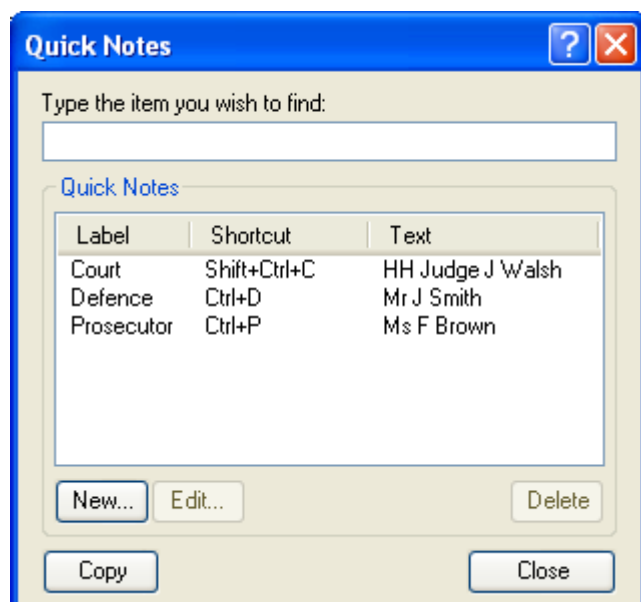 Quick Notes
Type the item you wish to find:
Quick Notes
Label Shortcut Text
Court Shift+Ctrl+C HH Judge J Walsh
Defence Ctrl+D Mr J Smith
Prosecutor Ctrl+P Ms F Brown
New... Edit... Delete
Copy Close